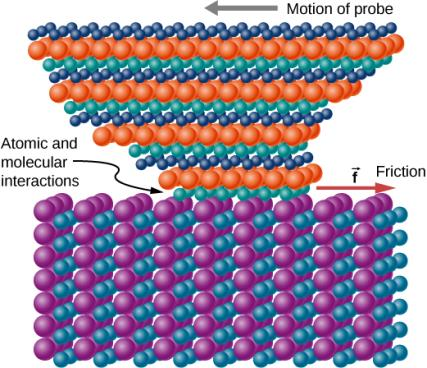 Motion of probe
Atomic and
molecular
interactions
f⃗
Friction